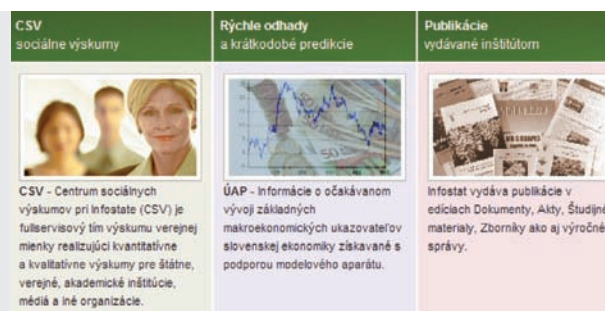 CSV
sociálne výskumy
Rýchle odhady
a krátkodobé predikcie
Publikácie
vydávané inštitútom
CSV - Centrum sociálnych
výskumov pri Infostate (CSV) je
fullservisový tím výskumu verejnej
mienky realizujúci kvantitatívne
a kvalitatívne výskumy pre štátne,
verejné, akademické inštitúcie,
médiá a iné organizácie.
ÚAP - Informácie o očakávanom
vývoji základných
makroekonomických ukazovateľov
slovenskej ekonomiky získavané s
podporou modelového aparátu.
Infostat vydáva publikácie v
edíciach Dokumenty, Akty, Študijné
materialy, Zborníky ako aj výročné
správy.